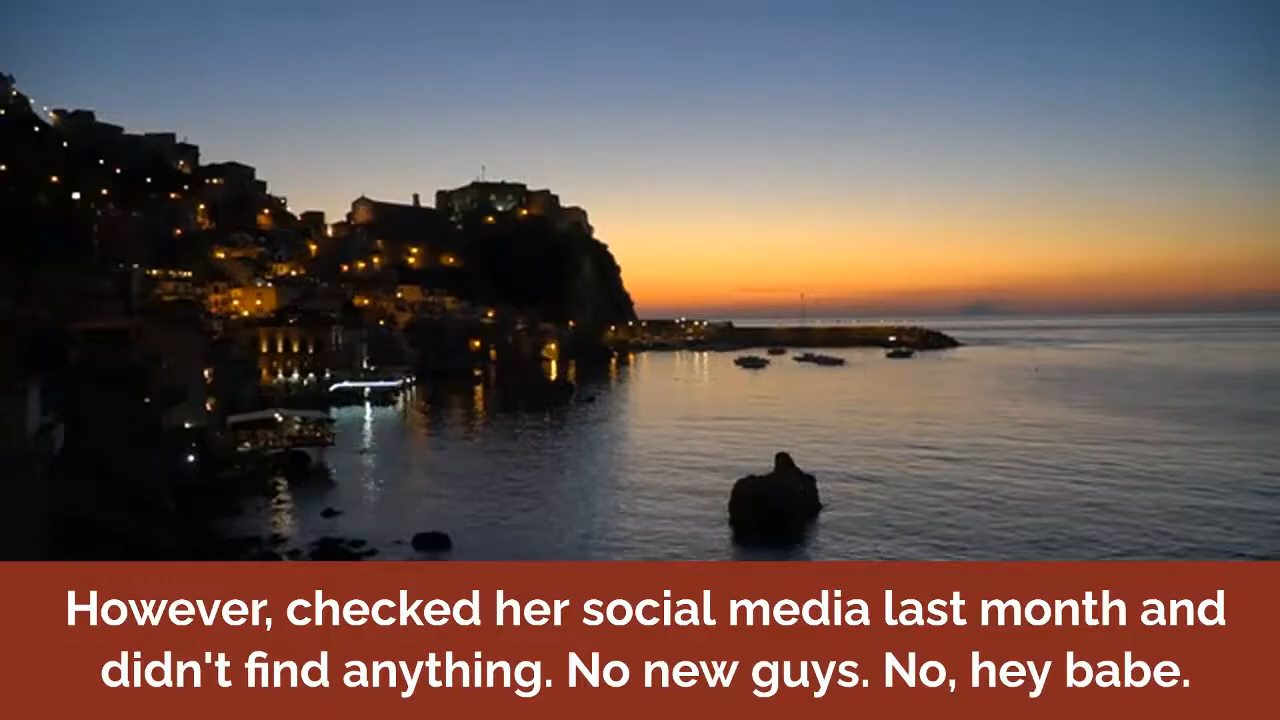 However, checked her social media last month and
didn't find anything. No new guys. No, hey babe.